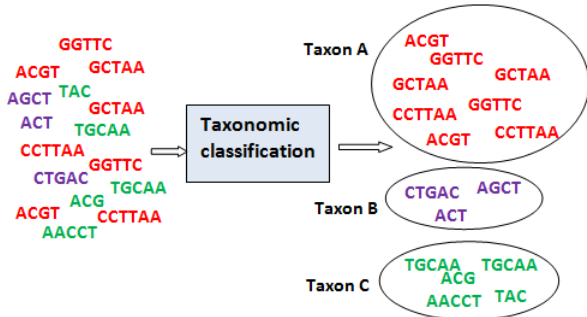 GGTTC
ACGT
GCTAA
AGCT
TAC
GCTAA
ACT
TGCAA
CCTTAA
GGTTC
CTGAC
TGCAA
ACG
ACGT
CCTTAA
AACCT
Taxonomic
classification
Taxon A
ACGT
GGTTC
GCTAA
GCTAA
GGTTC
CCTTAA
CCTTAA
ACGT
Taxon B
CTGAC
AGCT
ACT
Taxon C
TGCAA
TGCAA
ACG
AACCT
TAC